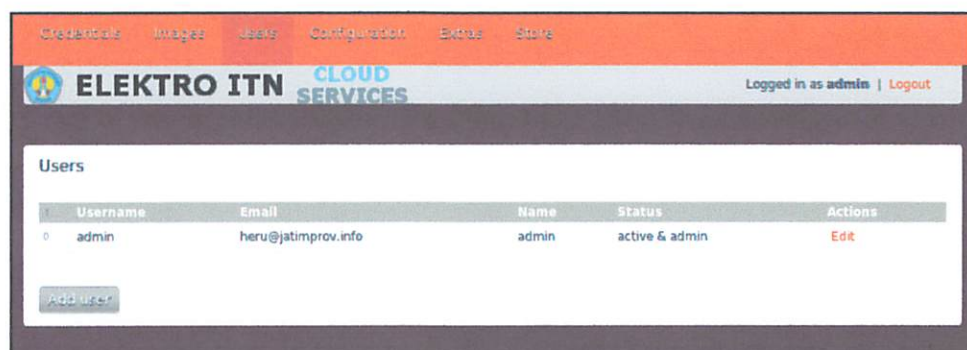 Credentials Images Users Configuration Extras Store
ELEKTRO ITN CLOUD SERVICES
Logged in as admin | Logout
Users
Username Email Name Status Actions
0 admin heru@jatimprov.info admin active & admin Edit
Add user